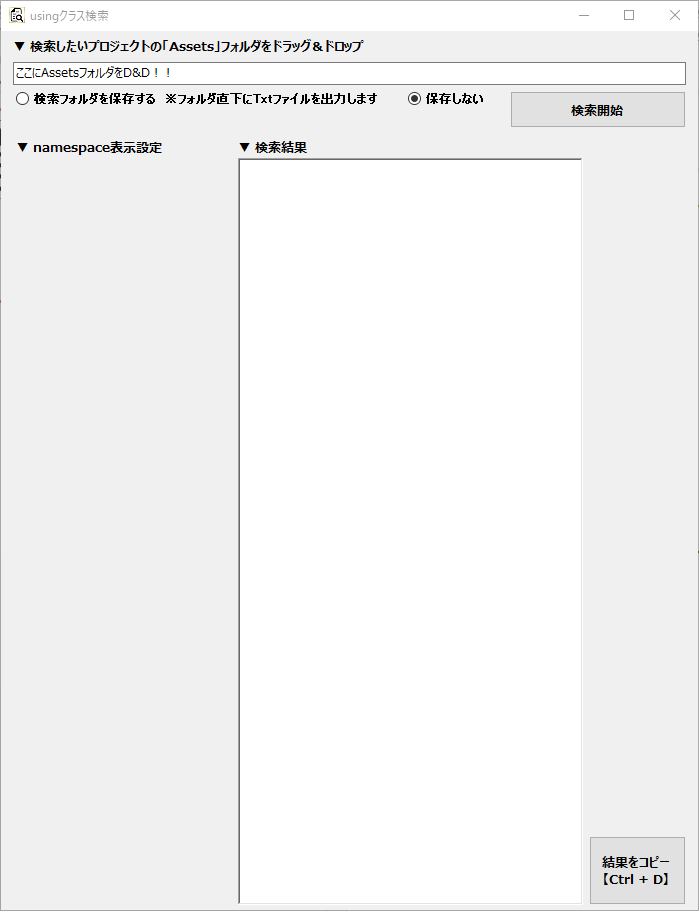 usingクラス検索
▼ 検索したいプロジェクトの「Assets」フォルダをドラッグ＆ドロップ
ここにAssetsフォルダをD&D！！
検索フォルダを保存する ※フォルダ直下にTxtファイルを出力します 保存しない
検索開始
▼ namespace表示設定 ▼ 検索結果
結果をコピー
【Ctrl + D】